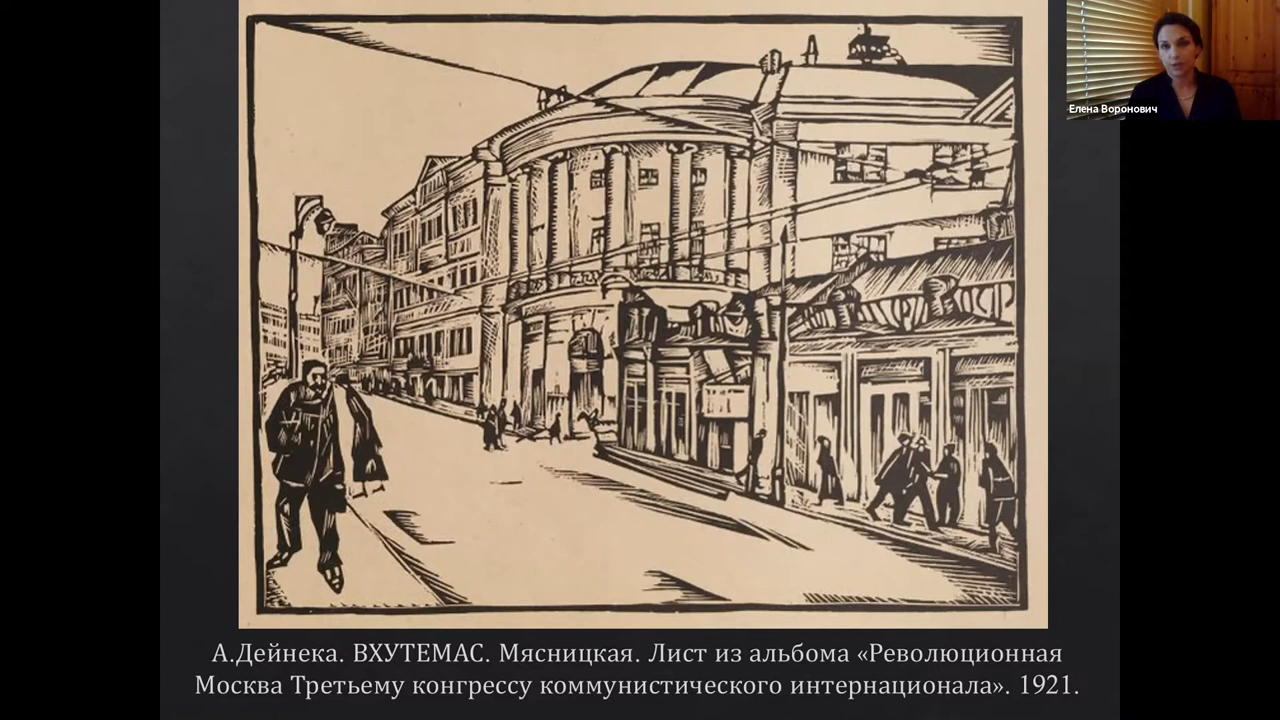 Елена Воронович
А.Дейнека. ВХУТЕМАС. Мясницкая. Лист из альбома «Революционная
Москва Третьему конгрессу коммунистического интернационала». 1921.